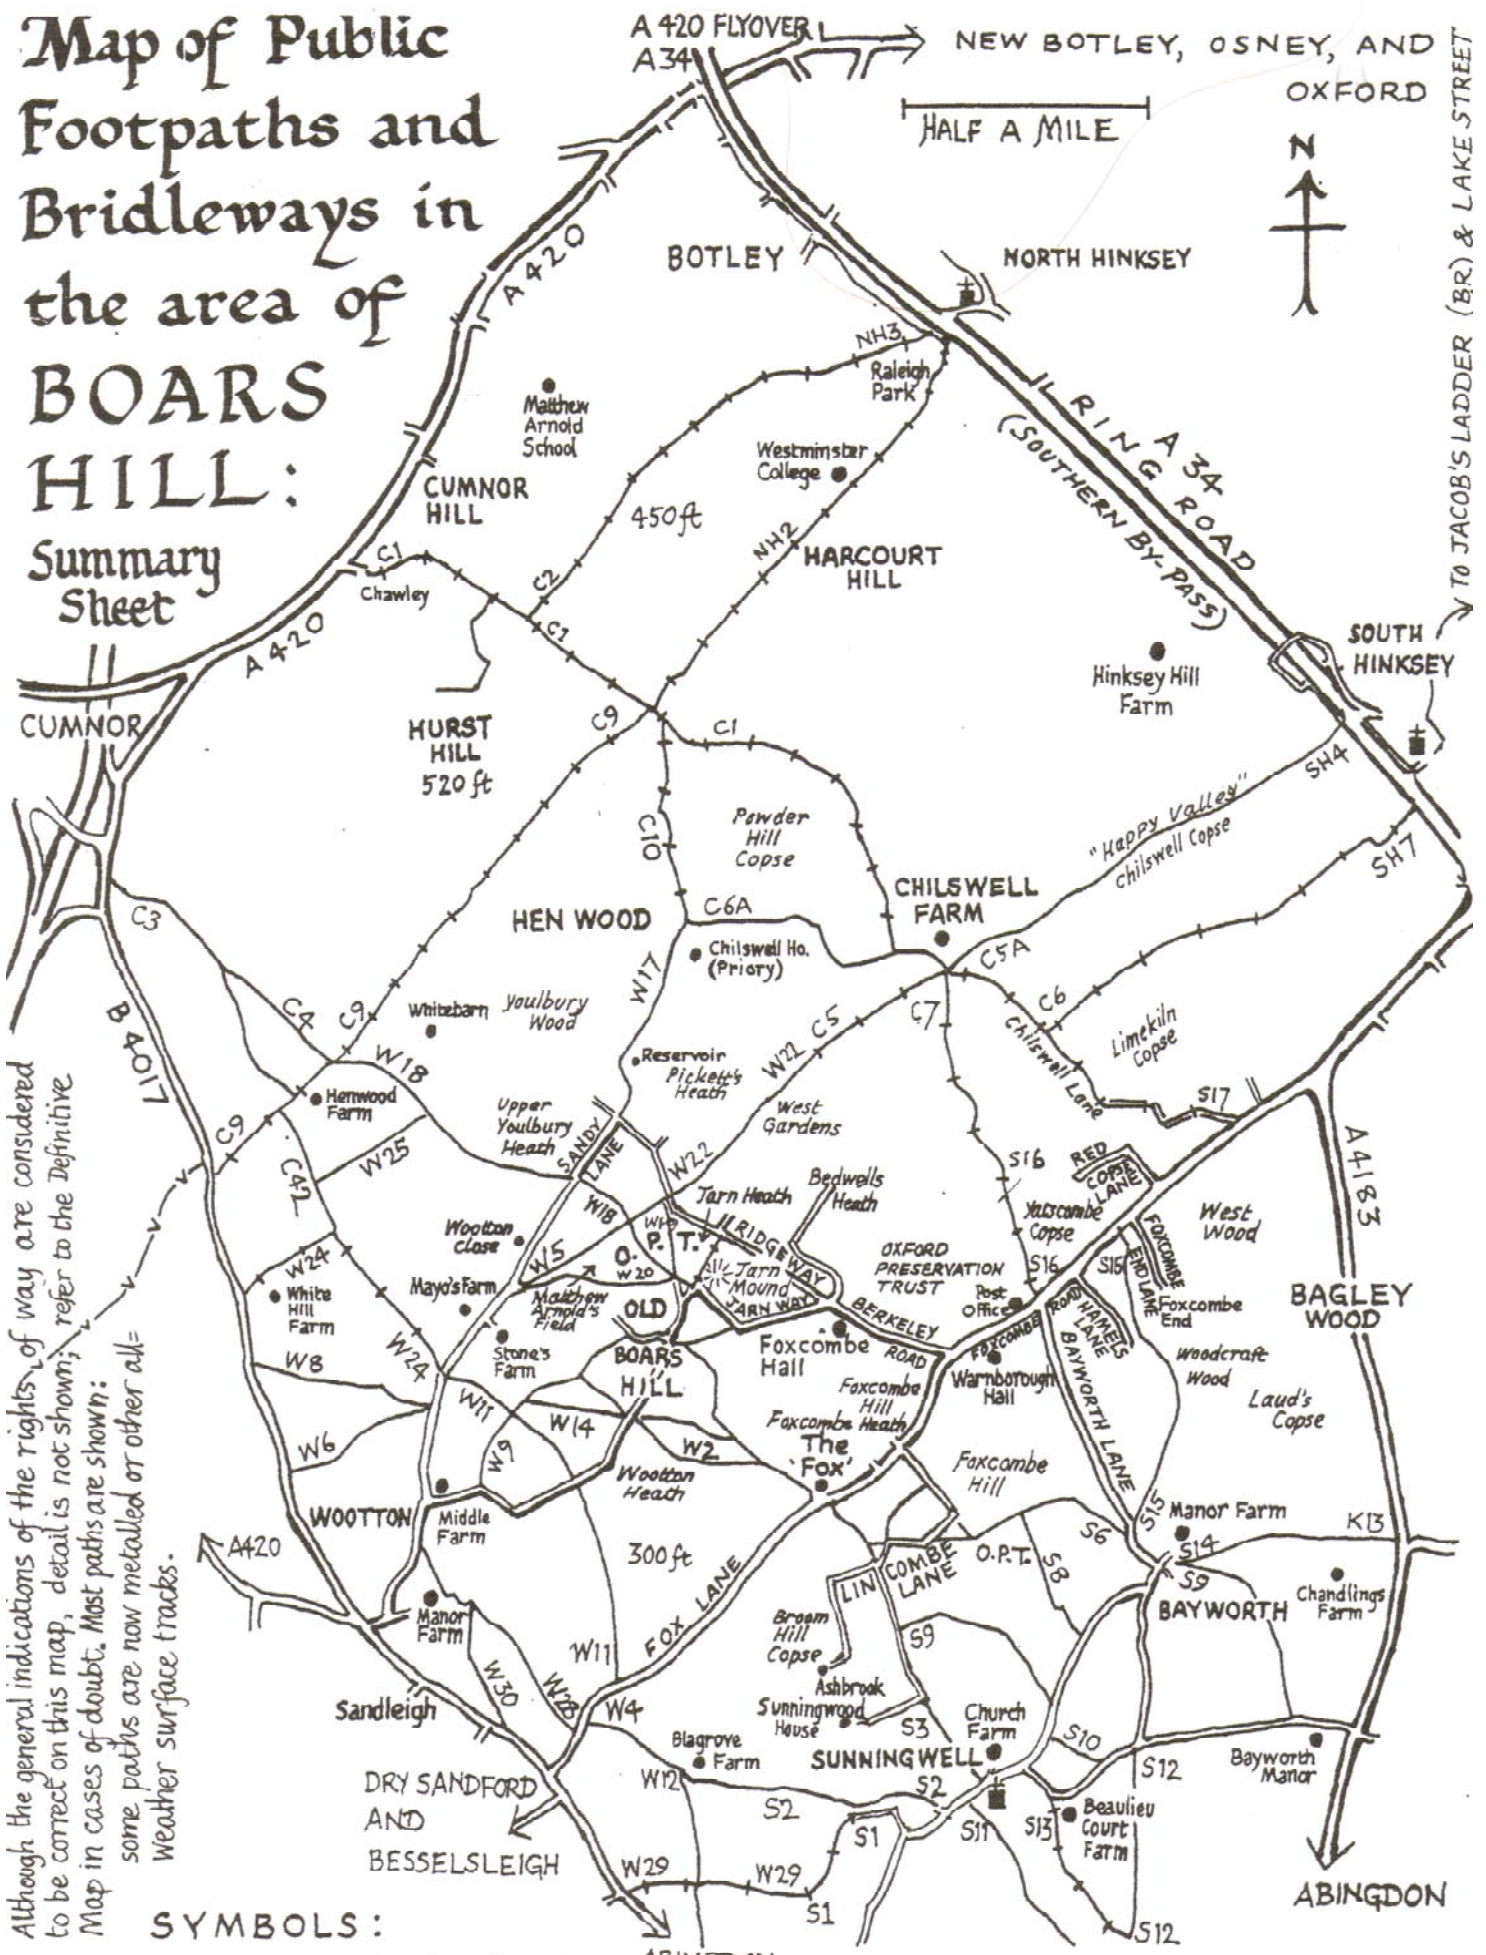 Map of Public
Footpaths and
Bridleways in
the area of
BOARS
HILL:
Summary
Sheet
A 420 FLYOVER
A34
NEW BOTLEY, OSNEY, AND
OXFORD
HALF A MILE
N
TO JACOB'S LADDER (BR) & LAKE STREET
BOTLEY
NORTH HINKSEY
A 420
NH3
Raleigh
Park
Matthew
Arnold
School
RING ROAD
A 34
(SOUTHERN BY-PASS)
Westminster
College
CUMNOR
HILL
450ft
NH2
HARCOURT
HILL
C1
Chawley
C2
C1
A 420
SOUTH
HINKSEY
Hinksey Hill
Farm
CUMNOR
HURST
HILL
520 ft
C9
C1
SH4
"Happy Valley"
Chilswell Copse
SH7
C10
Powder
Hill
Copse
CHILSWELL
FARM
C3
HEN WOOD
C6A
Chilswell Ho.
(Priory)
C5A
W17
C4
C9
Whitebarn
Youlbury
Wood
C5
C7
C6
B 4017
W18
Reservoir
Pickett's
Heath
W22
Chilswell Lane
Limekiln
Copse
Henwood
Farm
Upper
Youlbury
Heath
West
Gardens
S17
C9
W25
SANDY
LANE
W22
C42
S16
RED
COPSE
LANE
A4183
Tarn Heath
Bedwells
Heath
Yatscombe
Copse
West
Wood
W18
W19
Wootton
Close
W5
O. P. T.
RIDGEWAY
OXFORD
PRESERVATION
TRUST
S16
S15
FOXCOMBE
END LANE
W24
White
Hill
Farm
Mayo's Farm
W20
Tarn
Mound
JARN WAY
Post
Office
Foxcombe
End
BAGLEY
WOOD
Matthew
Arnold's
Field
OLD
BOARS
HILL
BERKELEY
ROAD
FOXCOMBE
ROAD
HAMELS
LANE
Foxcombe
Hall
Stone's
Farm
W8
W24
Warnborough
Hall
Woodcraft
Wood
BAYWORTH LANE
Foxcombe
Hill
Foxcombe Heath
Laud's
Copse
W11
W14
W6
W9
W2
The
'Fox'
Wootton
Heath
Foxcombe
Hill
WOOTTON
Middle
Farm
S15
Manor Farm
K13
S6
S14
A420
300ft
LINCOMBE
LANE
O.P.T.
S8
S9
BAYWORTH
Chandlings
Farm
Manor
Farm
FOX LANE
Broom
Hill
Copse
S9
W11
W30
W28
Ashbrook
Sandleigh
W4
Sunningwood
House
S3
Church
Farm
S10
Blagrove
Farm
SUNNINGWELL
S12
Bayworth
Manor
W12
DRY SANDFORD
AND
BESSELSLEIGH
S2
S2
S1
S11
S13
Beaulieu
Court
Farm
W29
W29
S1
S12
ABINGDON
Although the general indications of the rights of way are considered
to be correct on this map, detail is not shown; refer to the Definitive
Map in cases of doubt. Most paths are shown:
some paths are now metalled or other all=
weather surface tracks.
SYMBOLS: